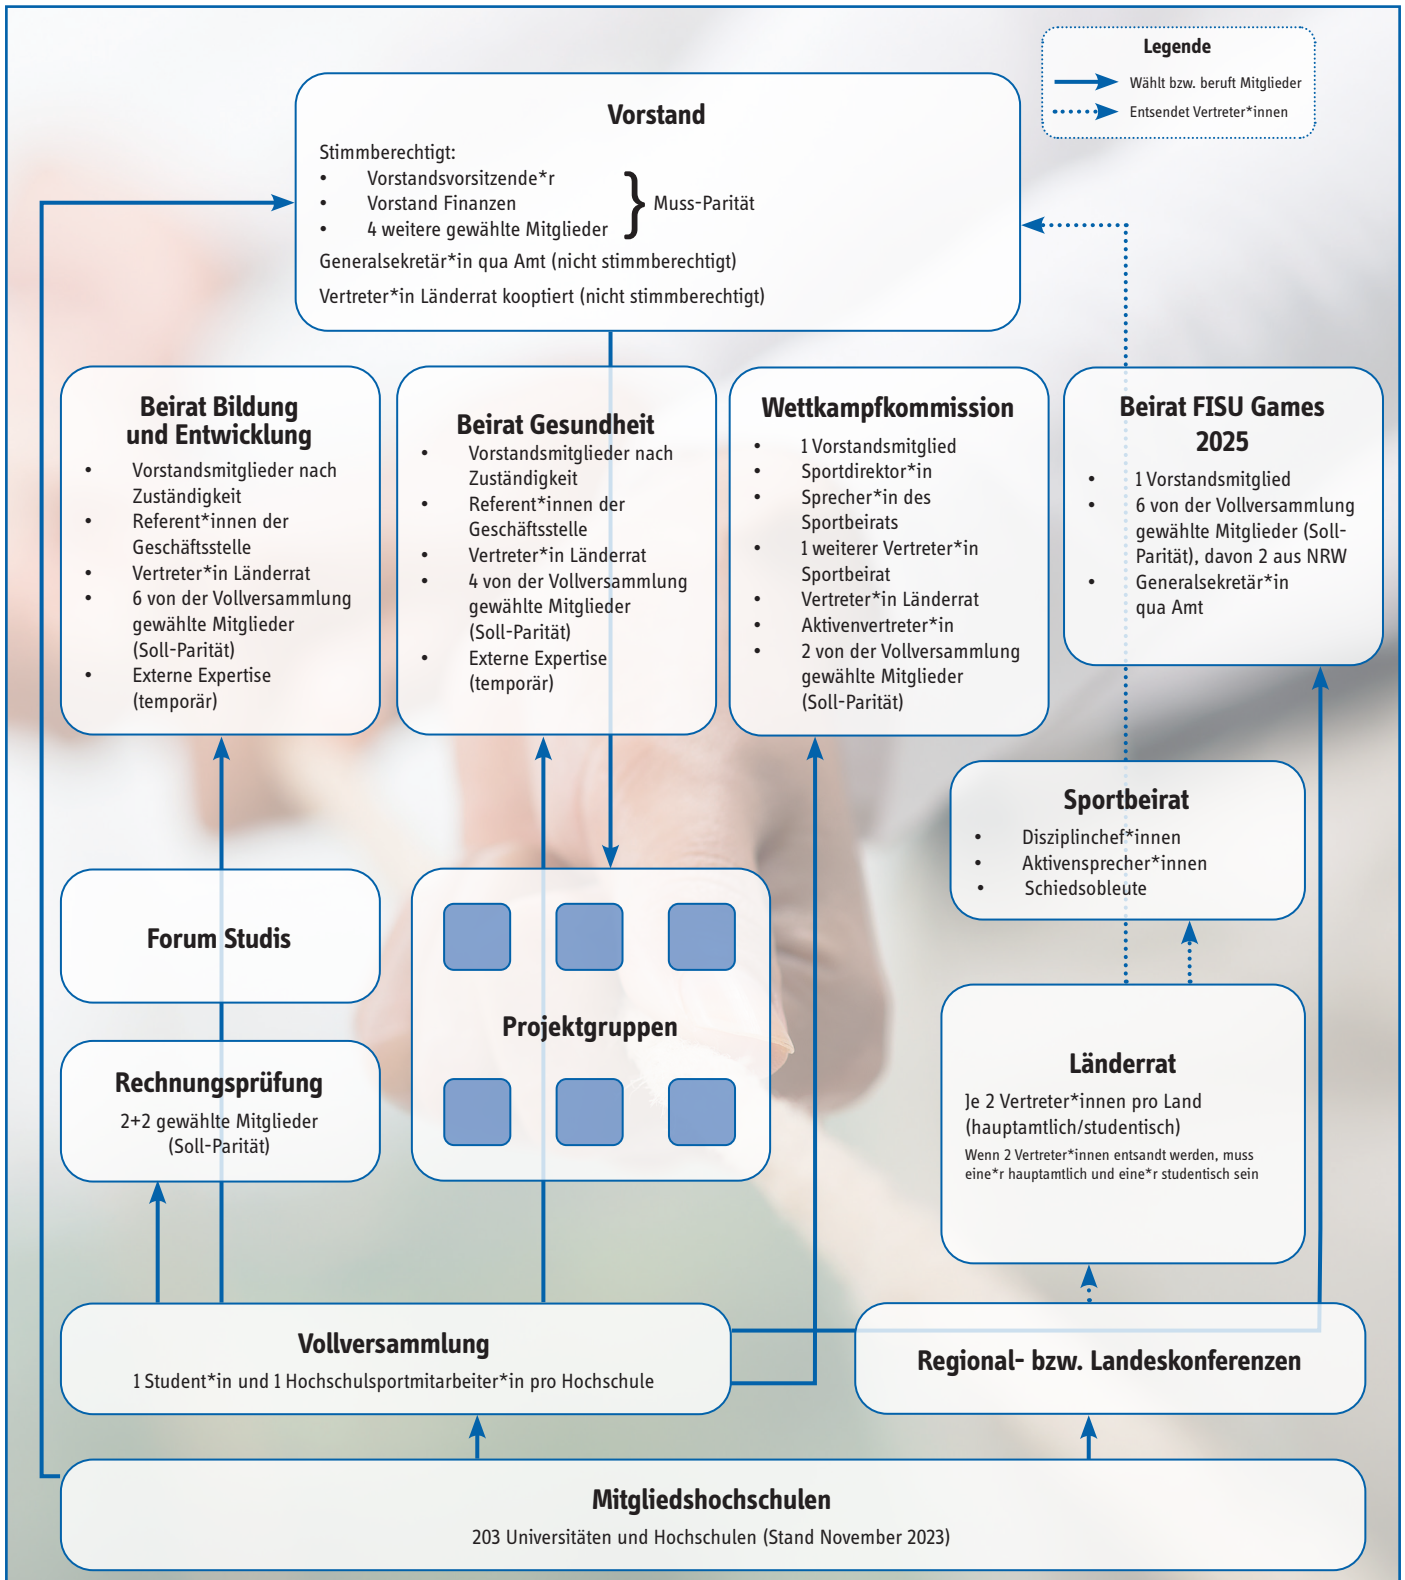 Legende
Wählt bzw. beruft Mitglieder
Entsendet Vertreter*innen
Vorstand
Stimmberechtigt:
• Vorstandsvorsitzende*r
• Vorstand Finanzen
• 4 weitere gewählte Mitglieder
} Muss-Parität
Generalsekretär*in qua Amt (nicht stimmberechtigt)
Vertreter*in Länderrat kooptiert (nicht stimmberechtigt)
Beirat Bildung
und Entwicklung
• Vorstandsmitglieder nach
Zuständigkeit
• Referent*innen der
Geschäftsstelle
• Vertreter*in Länderrat
• 6 von der Vollversammlung
gewählte Mitglieder
(Soll-Parität)
• Externe Expertise
(temporär)
Beirat Gesundheit
• Vorstandsmitglieder nach
Zuständigkeit
• Referent*innen der
Geschäftsstelle
• Vertreter*in Länderrat
• 4 von der Vollversammlung
gewählte Mitglieder
(Soll-Parität)
• Externe Expertise
(temporär)
Wettkampfkommission
• 1 Vorstandsmitglied
• Sportdirektor*in
• Sprecher*in des
Sportbeirats
• 1 weiterer Vertreter*in
Sportbeirat
• Vertreter*in Länderrat
• Aktivenvertreter*in
• 2 von der Vollversammlung
gewählte Mitglieder
(Soll-Parität)
Beirat FISU Games
2025
• 1 Vorstandsmitglied
• 6 von der Vollversammlung
gewählte Mitglieder (Soll-
Parität), davon 2 aus NRW
• Generalsekretär*in
qua Amt
Sportbeirat
• Disziplinchef*innen
• Aktivensprecher*innen
• Schiedsobleute
Forum Studis
Projektgruppen
Rechnungsprüfung
2+2 gewählte Mitglieder
(Soll-Parität)
Länderrat
Je 2 Vertreter*innen pro Land
(hauptamtlich/studentisch)
Wenn 2 Vertreter*innen entsandt werden, muss
eine*r hauptamtlich und eine*r studentisch sein
Vollversammlung
1 Student*in und 1 Hochschulsportmitarbeiter*in pro Hochschule
Regional- bzw. Landeskonferenzen
Mitgliedshochschulen
203 Universitäten und Hochschulen (Stand November 2023)